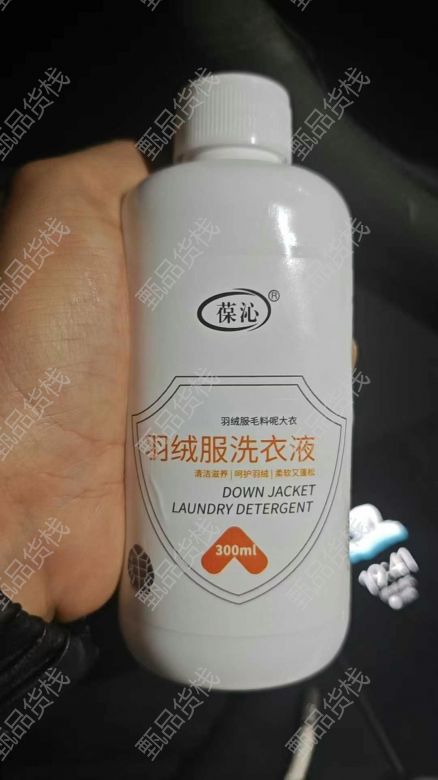 葆沁®
羽绒服毛料呢大衣
羽绒服洗衣液
清洁滋养 | 呵护羽绒 | 柔软又蓬松
DOWN JACKET
LAUNDRY DETERGENT
300ml
甄品货栈